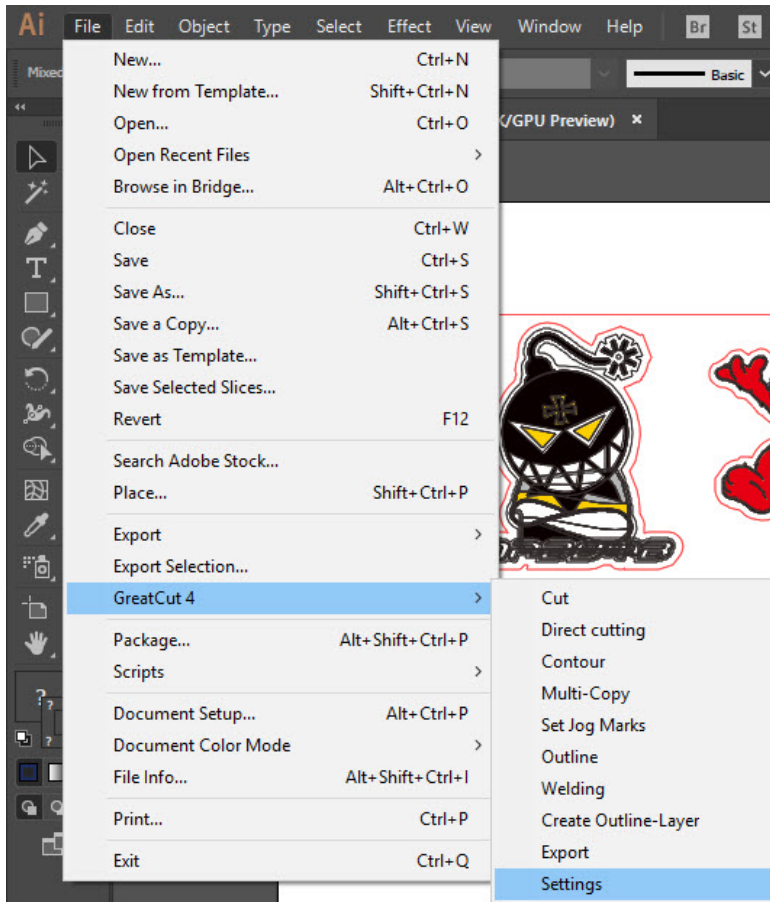 Ai File Edit Object Type Select Effect View Window Help Br St
Mixed
Basic
/GPU Preview) ×
New... Ctrl+N
New from Template... Shift+Ctrl+N
Open... Ctrl+O
Open Recent Files
Browse in Bridge... Alt+Ctrl+O
Close Ctrl+W
Save Ctrl+S
Save As... Shift+Ctrl+S
Save a Copy... Alt+Ctrl+S
Save as Template...
Save Selected Slices...
Revert F12
Search Adobe Stock...
Place... Shift+Ctrl+P
Export
Export Selection...
GreatCut 4
Package... Alt+Shift+Ctrl+P
Scripts
Document Setup... Alt+Ctrl+P
Document Color Mode
File Info... Alt+Shift+Ctrl+I
Print... Ctrl+P
Exit Ctrl+Q
Cut
Direct cutting
Contour
Multi-Copy
Set Jog Marks
Outline
Welding
Create Outline-Layer
Export
Settings